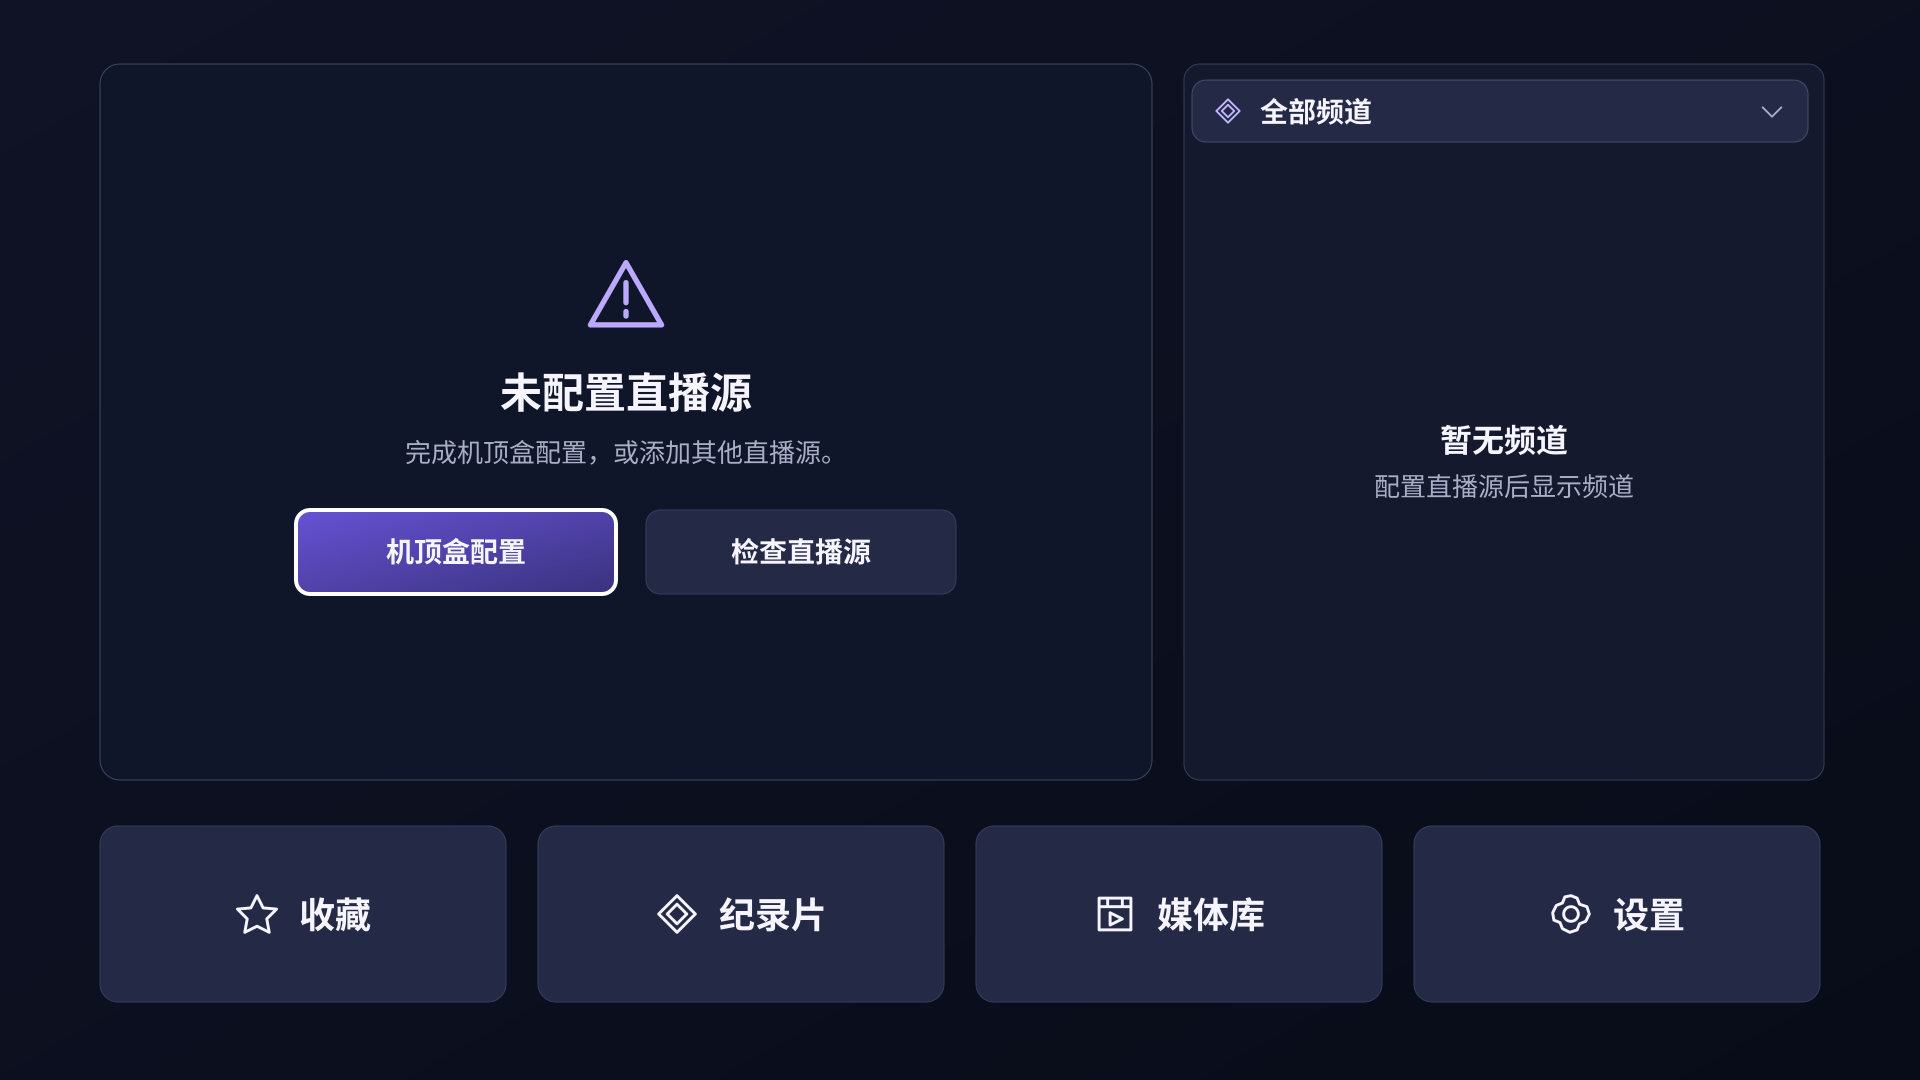 未配置直播源
完成机顶盒配置，或添加其他直播源。
机顶盒配置
检查直播源
全部频道
暂无频道
配置直播源后显示频道
收藏
纪录片
媒体库
设置